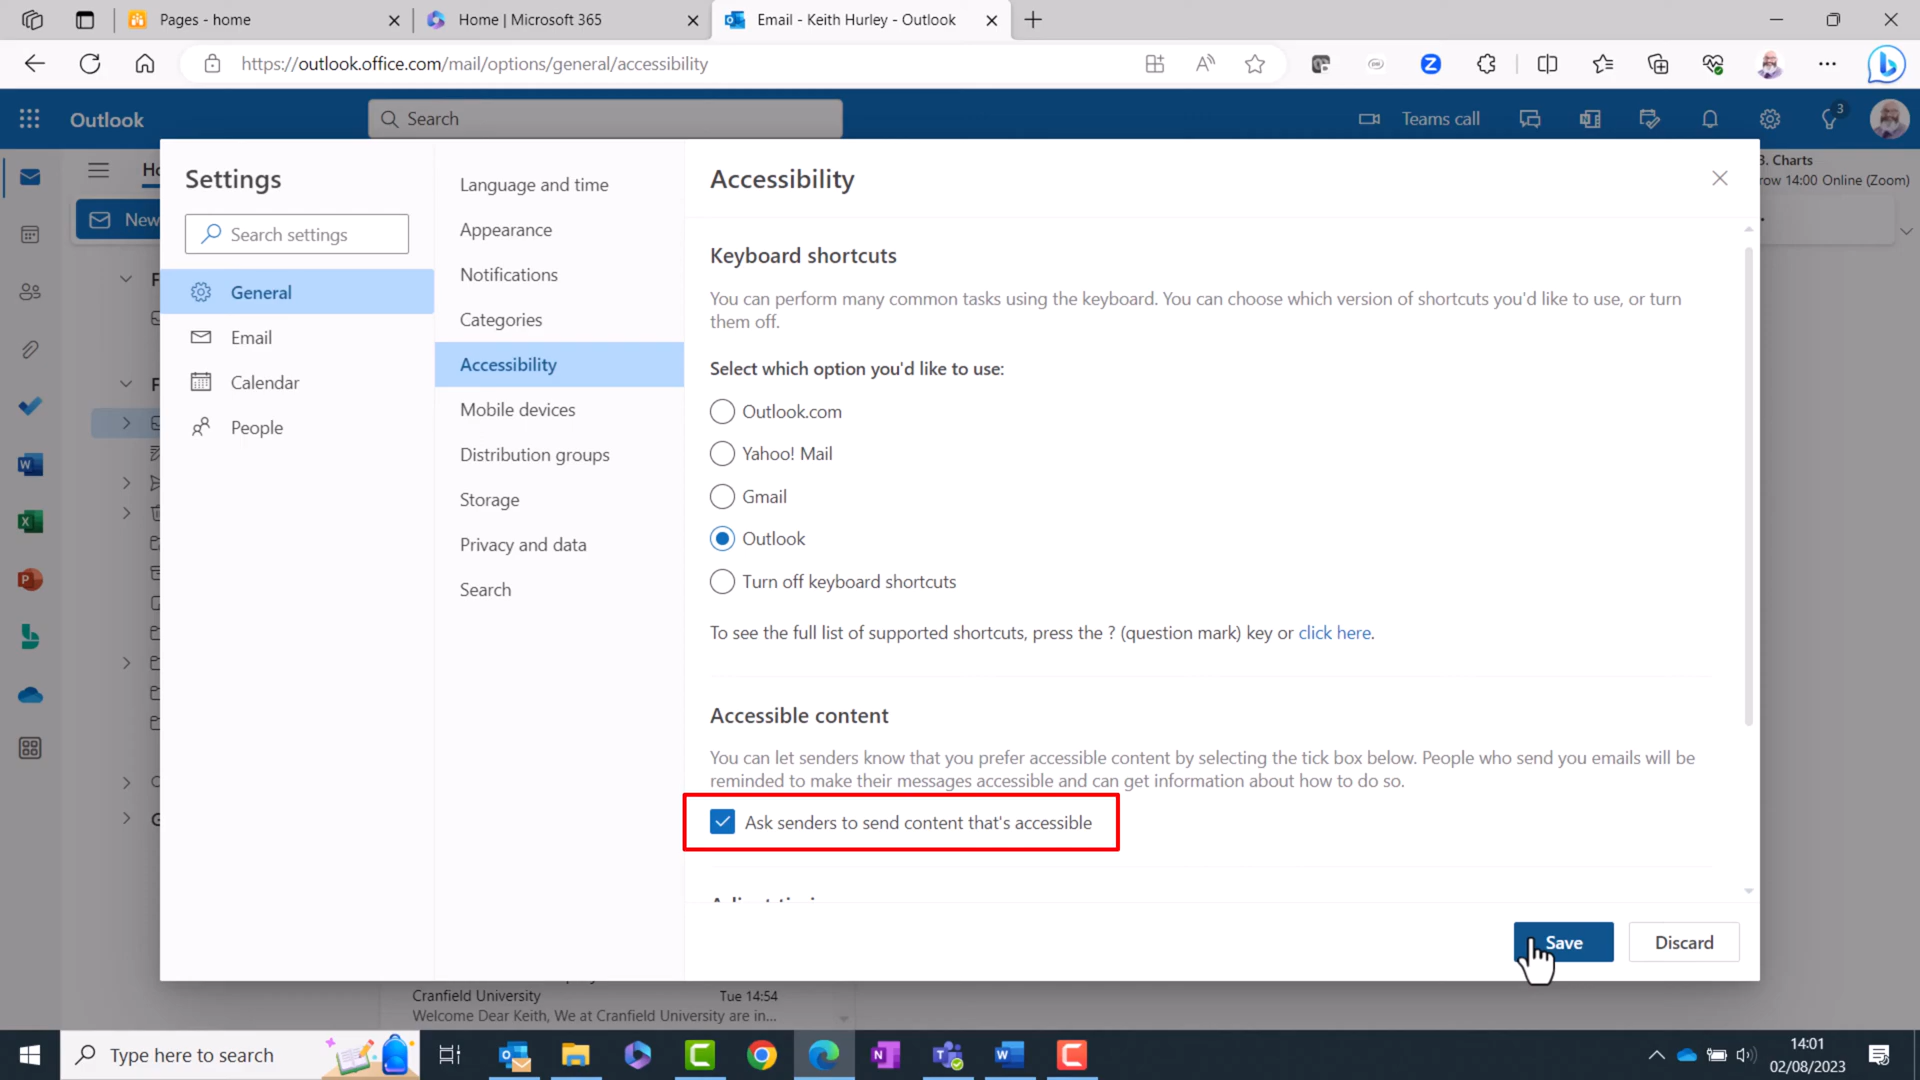 Pages - home
Home | Microsoft 365
Email - Keith Hurley - Outlook
https://outlook.office.com/mail/options/general/accessibility
Outlook
Search
Teams call
3
Settings
Search settings
General
Email
Calendar
People
Language and time
Appearance
Notifications
Categories
Accessibility
Mobile devices
Distribution groups
Storage
Privacy and data
Search
Accessibility
Keyboard shortcuts
You can perform many common tasks using the keyboard. You can choose which version of shortcuts you'd like to use, or turn
them off.
Select which option you'd like to use:
Outlook.com
Yahoo! Mail
Gmail
Outlook
Turn off keyboard shortcuts
To see the full list of supported shortcuts, press the ? (question mark) key or click here.
Accessible content
You can let senders know that you prefer accessible content by selecting the tick box below. People who send you emails will be
reminded to make their messages accessible and can get information about how to do so.
Ask senders to send content that's accessible
Save
Discard
New
3. Charts
row 14:00 Online (Zoom)
Cranfield University
Tue 14:54
Welcome Dear Keith, We at Cranfield University are in...
Type here to search
14:01
02/08/2023